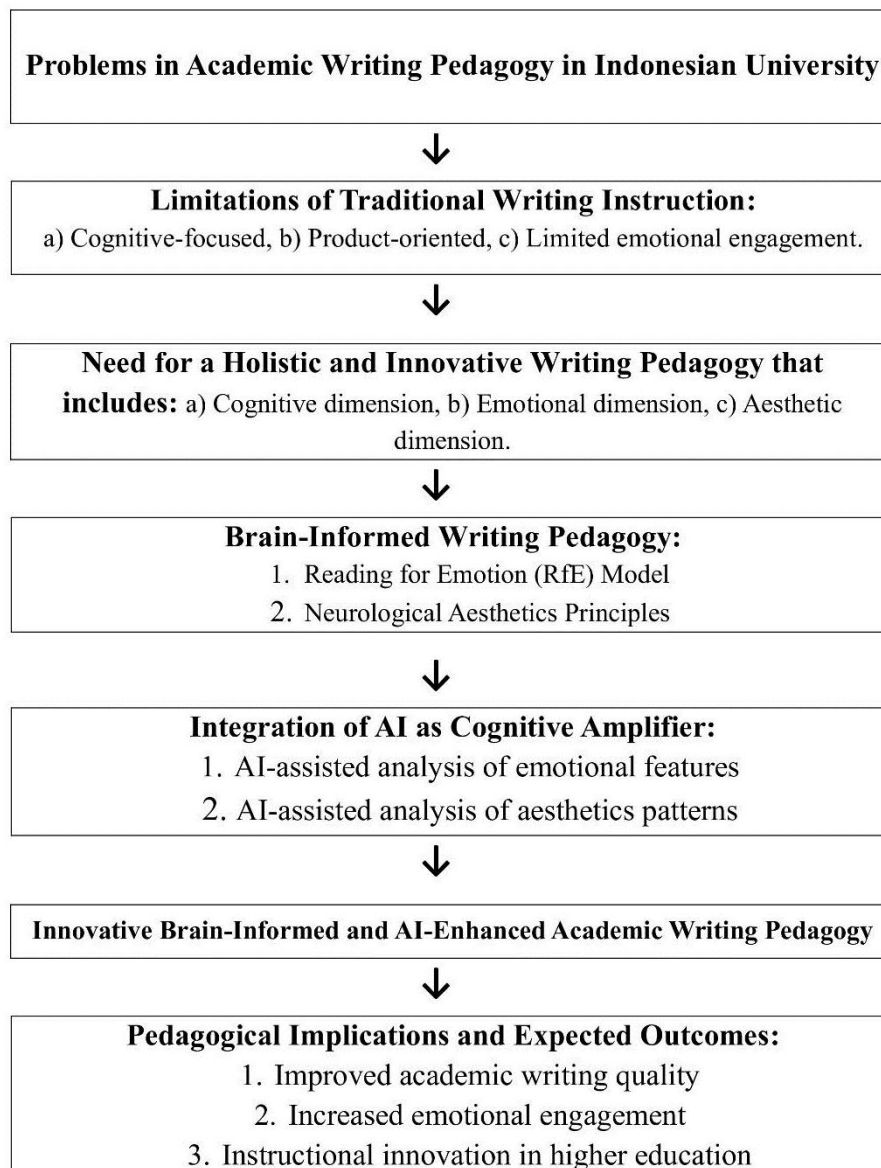 Problems in Academic Writing Pedagogy in Indonesian University
Limitations of Traditional Writing Instruction:
a) Cognitive-focused, b) Product-oriented, c) Limited emotional engagement.
Need for a Holistic and Innovative Writing Pedagogy that
includes: a) Cognitive dimension, b) Emotional dimension, c) Aesthetic
dimension.
Brain-Informed Writing Pedagogy:
1. Reading for Emotion (RfE) Model
2. Neurological Aesthetics Principles
Integration of AI as Cognitive Amplifier:
1. AI-assisted analysis of emotional features
2. AI-assisted analysis of aesthetics patterns
Innovative Brain-Informed and AI-Enhanced Academic Writing Pedagogy
Pedagogical Implications and Expected Outcomes:
1. Improved academic writing quality
2. Increased emotional engagement
3. Instructional innovation in higher education